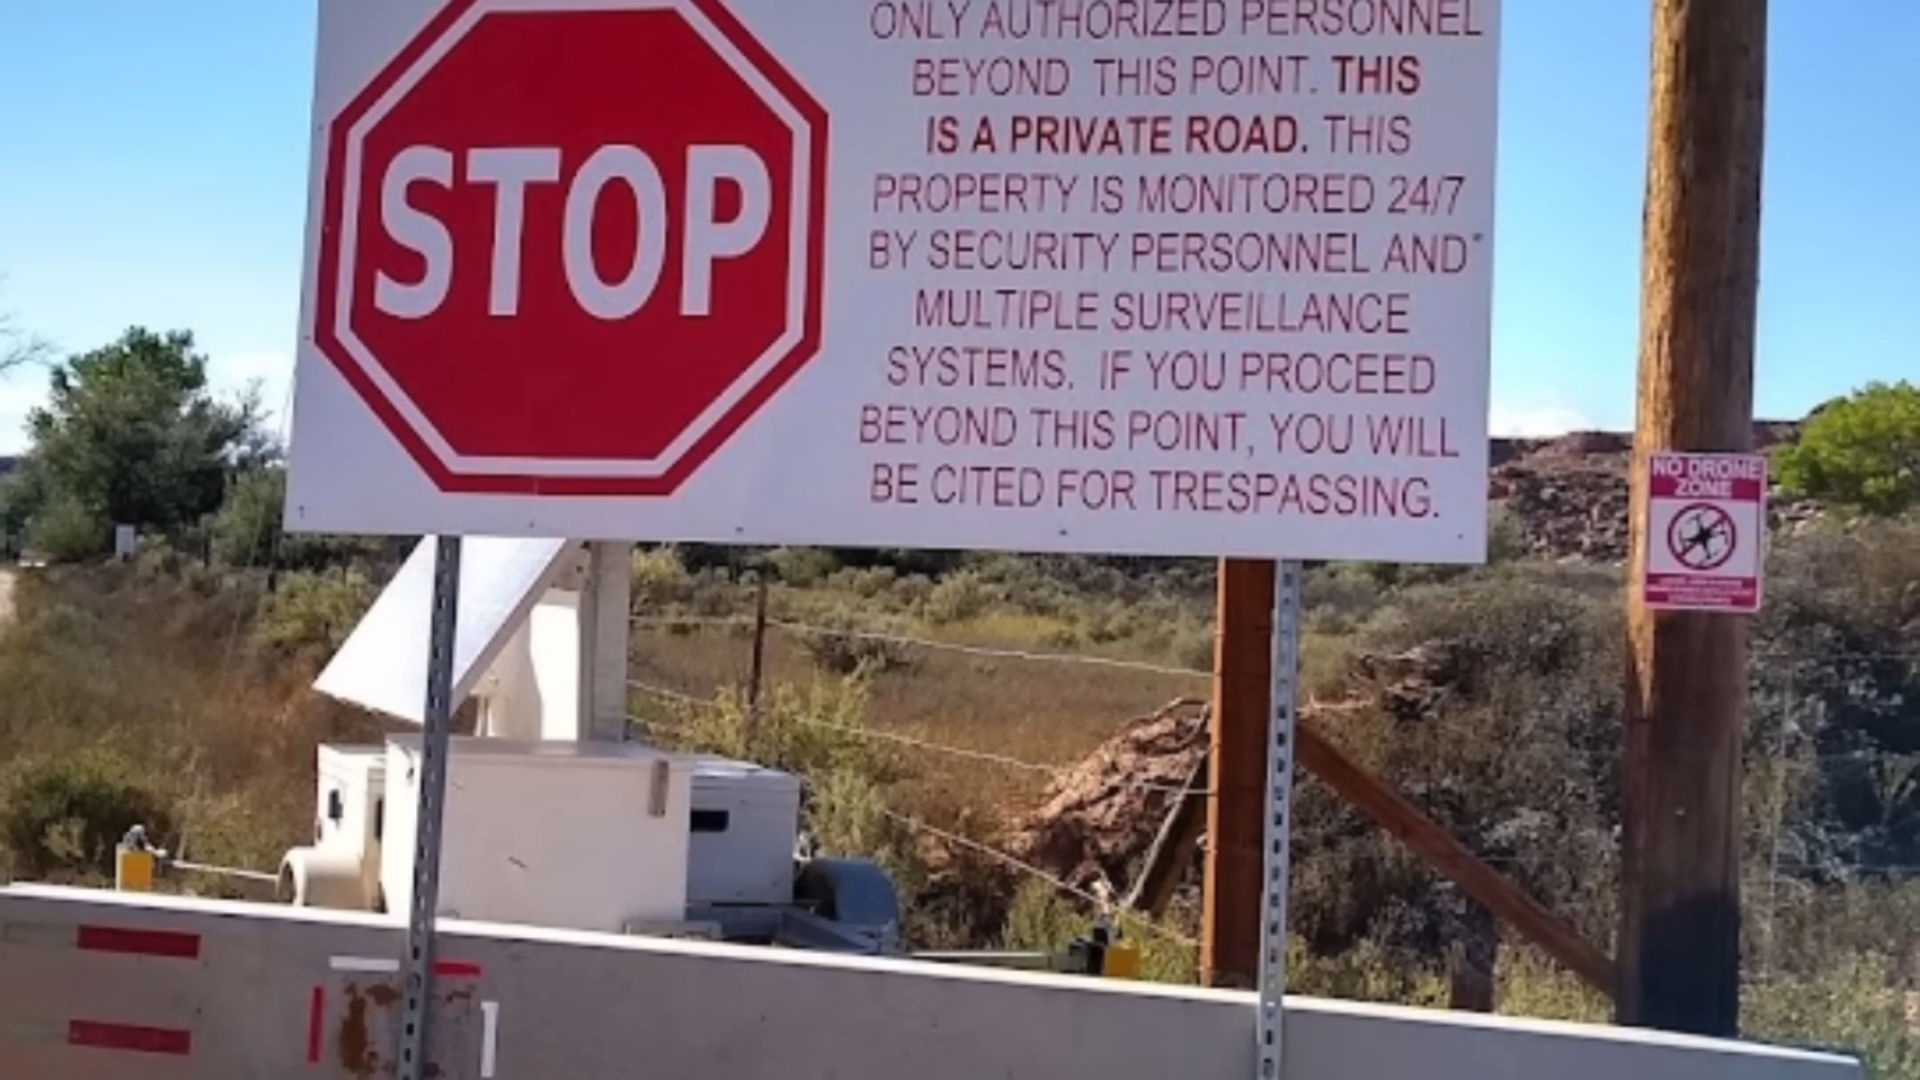 STOP
ONLY AUTHORIZED PERSONNEL
BEYOND THIS POINT. THIS
IS A PRIVATE ROAD. THIS
PROPERTY IS MONITORED 24/7
BY SECURITY PERSONNEL AND
MULTIPLE SURVEILLANCE
SYSTEMS. IF YOU PROCEED
BEYOND THIS POINT, YOU WILL
BE CITED FOR TRESPASSING.
NO DRONE
ZONE